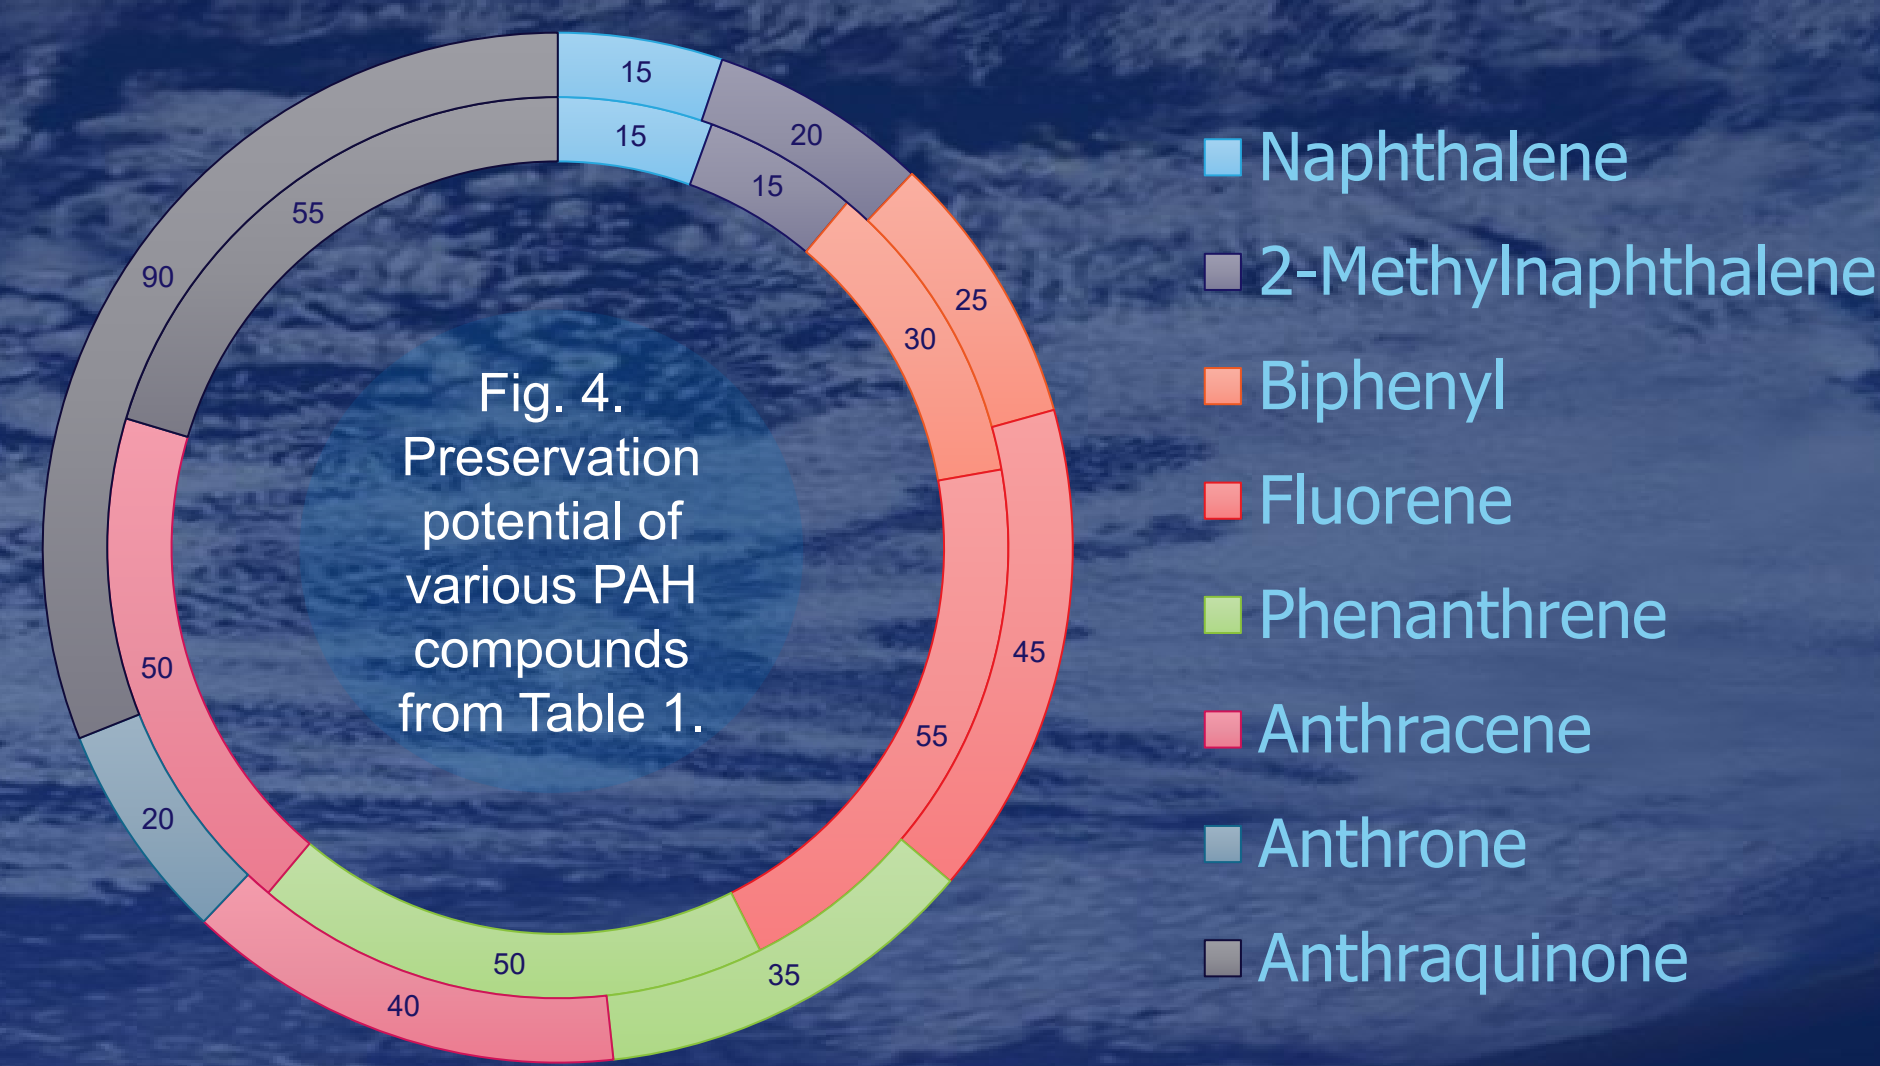 15
20
25
45
35
40
20
90
15
15
30
55
50
50
55
Fig. 4.
Preservation
potential of
various PAH
compounds
from Table 1.
Naphthalene
2-Methylnaphthalene
Biphenyl
Fluorene
Phenanthrene
Anthracene
Anthrone
Anthraquinone